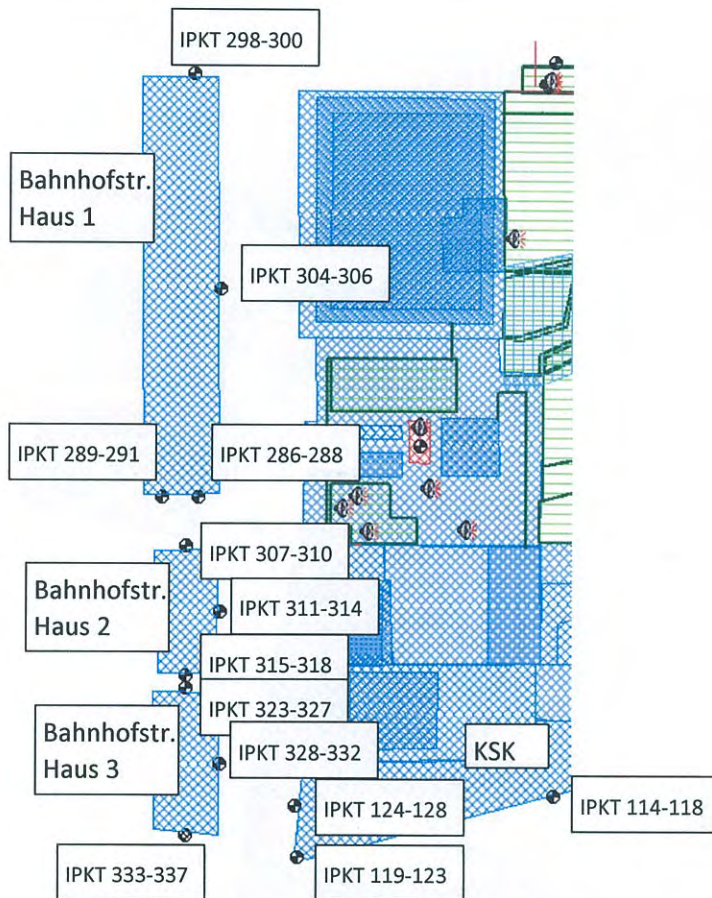 IPKT 298-300
Bahnhofstr.
Haus 1
IPKT 304-306
IPKT 289-291
IPKT 286-288
IPKT 307-310
Bahnhofstr.
Haus 2
IPKT 311-314
IPKT 315-318
IPKT 323-327
Bahnhofstr.
Haus 3
IPKT 328-332
KSK
IPKT 124-128
IPKT 114-118
IPKT 333-337
IPKT 119-123